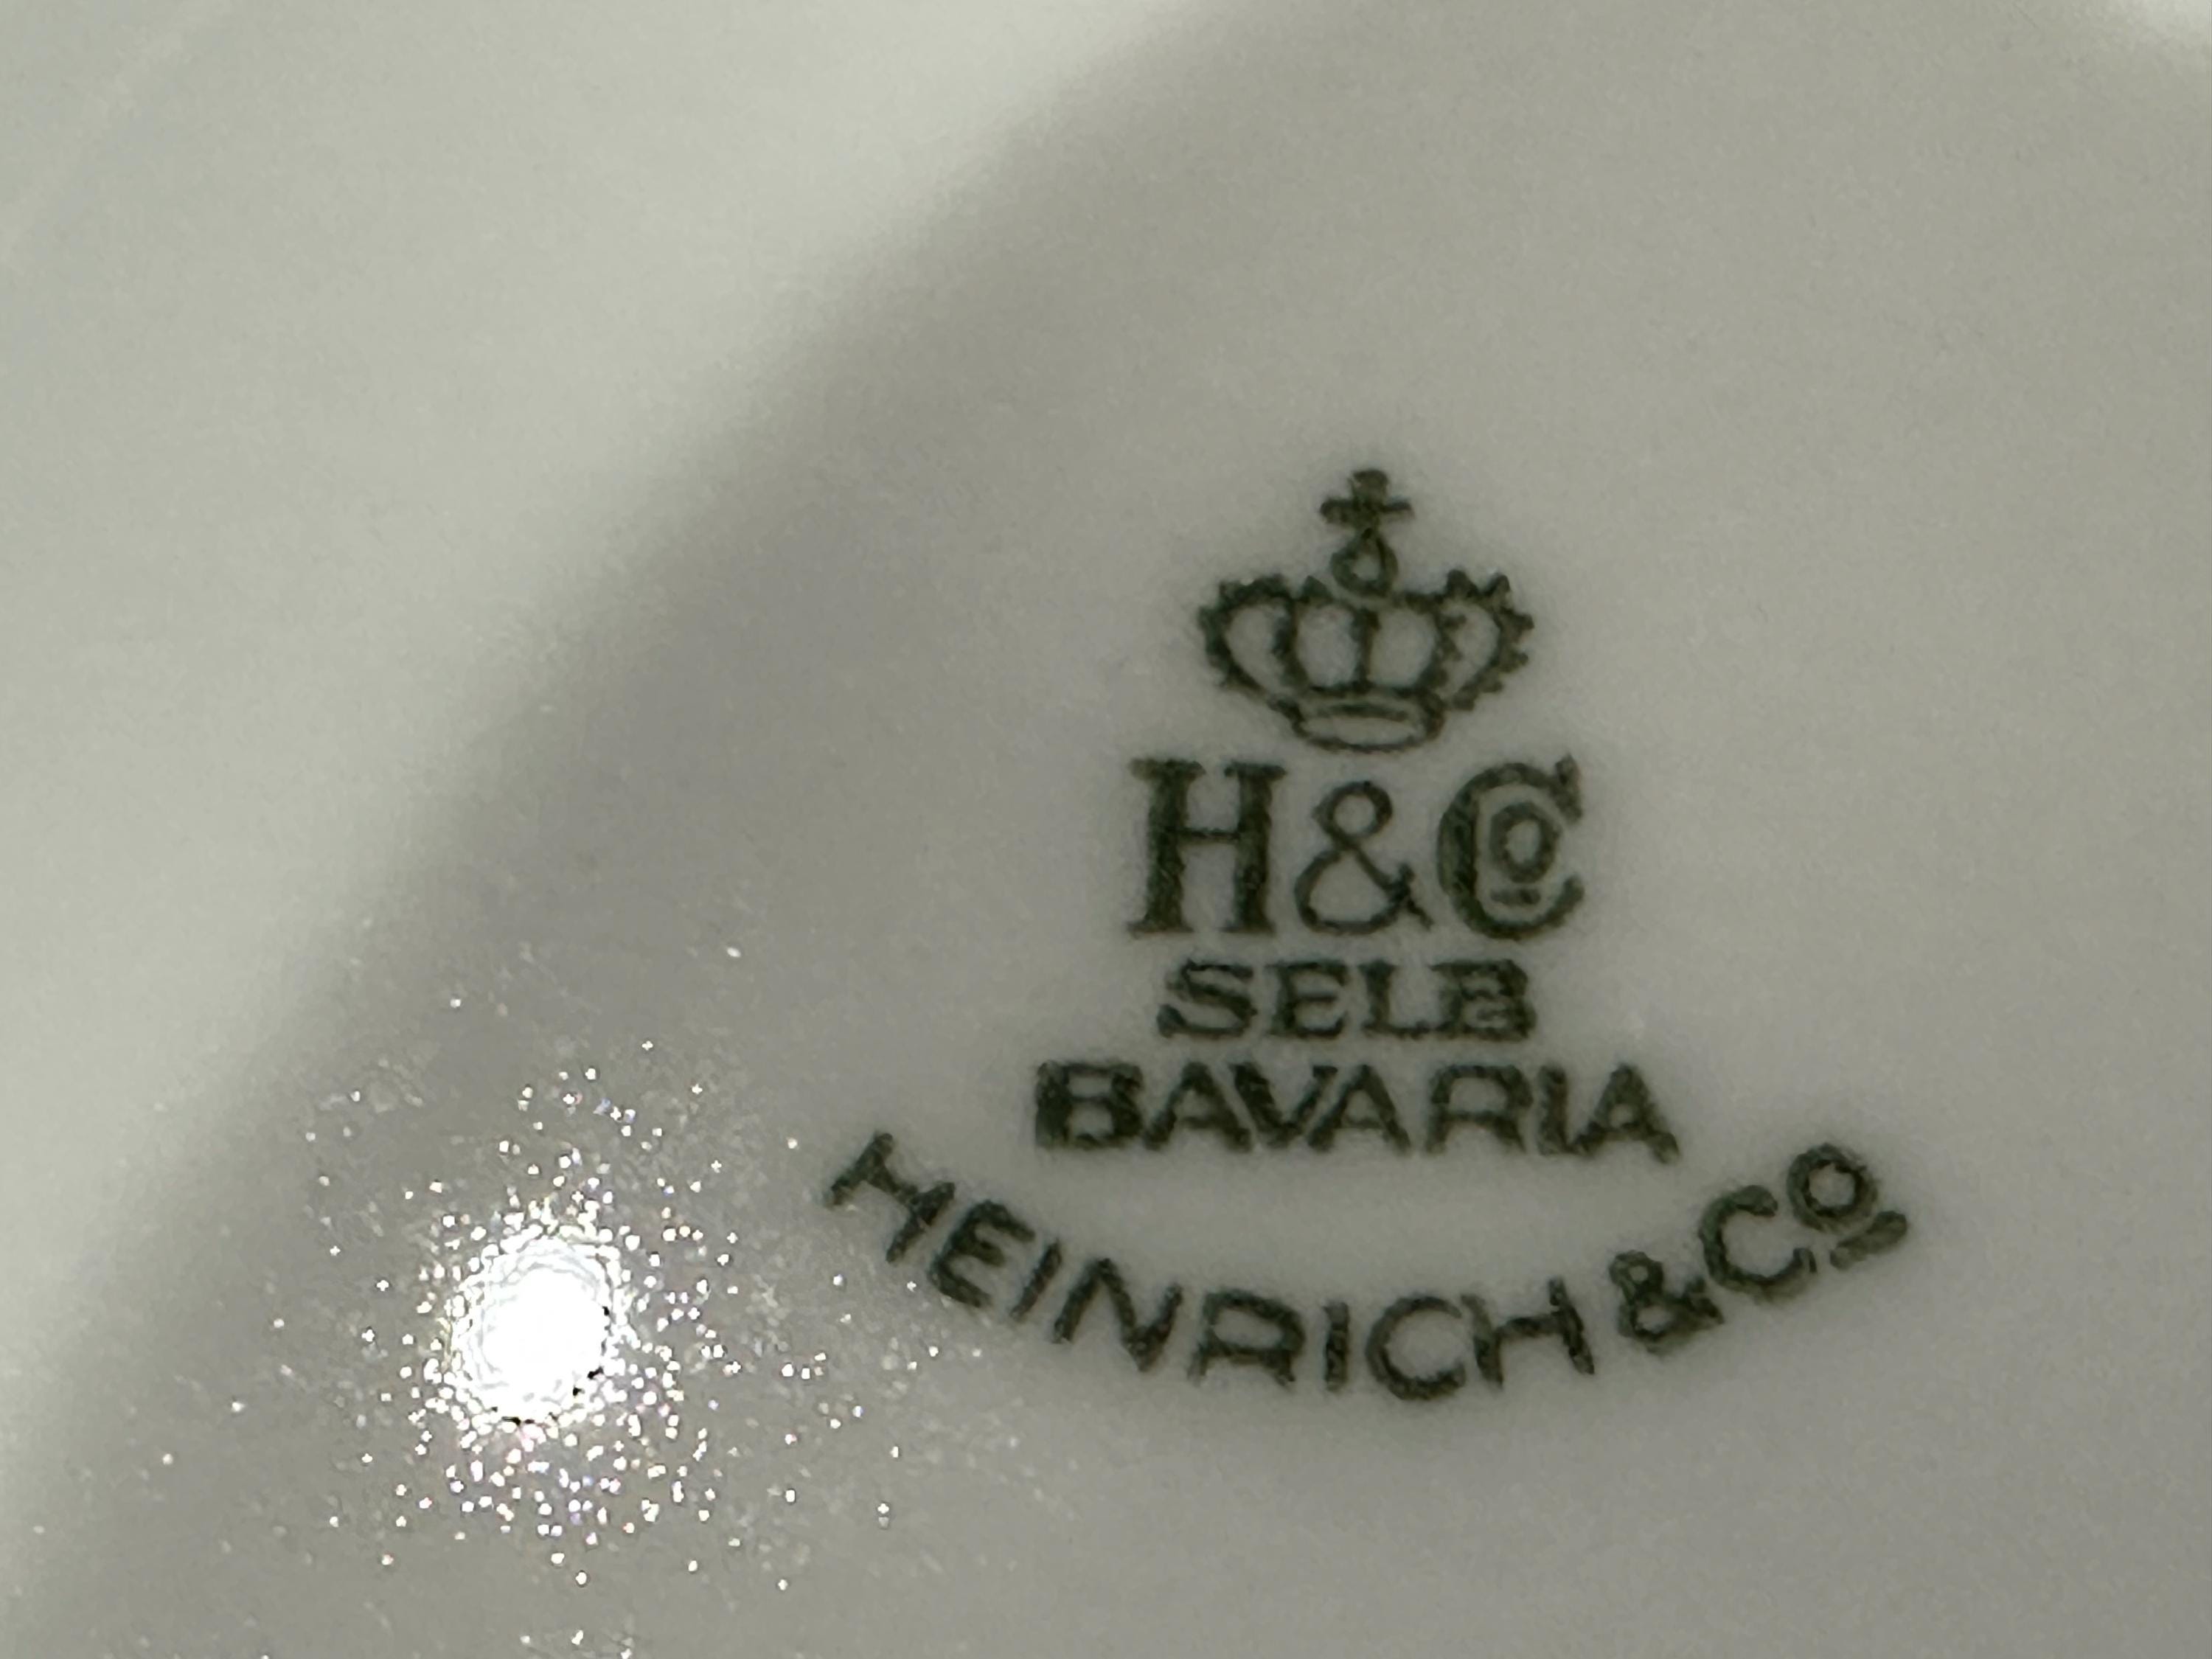 H&Co
SELB
BAVARIA
HEINRICH & Co